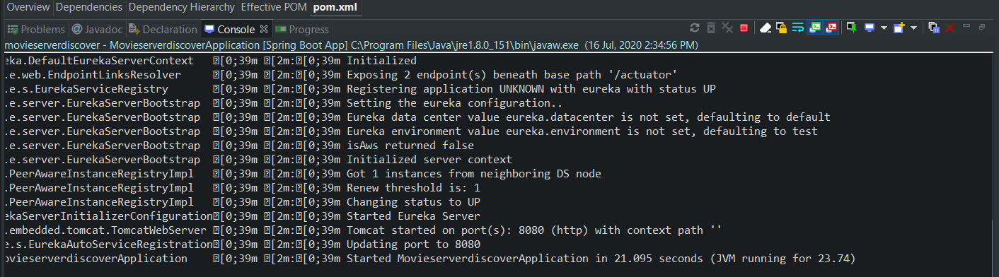 Overview Dependencies Dependency Hierarchy Effective POM pom.xml
Problems @ Javadoc Declaration Console Progress
movieserverdiscover - MovieserverdiscoverApplication [Spring Boot App] C:\Program Files\Java\jre1.8.0_151\bin\javaw.exe (16 Jul, 2020 2:34:56 PM)
eka.DefaultEurekaServerContext [0;39m [2m:[0;39m Initialized
.e.web.EndpointLinksResolver [0;39m [2m:[0;39m Exposing 2 endpoint(s) beneath base path '/actuator'
.e.s.EurekaServiceRegistry [0;39m [2m:[0;39m Registering application UNKNOWN with eureka with status UP
.e.server.EurekaServerBootstrap [0;39m [2m:[0;39m Setting the eureka configuration..
.e.server.EurekaServerBootstrap [0;39m [2m:[0;39m Eureka data center value eureka.datacenter is not set, defaulting to default
.e.server.EurekaServerBootstrap [0;39m [2m:[0;39m Eureka environment value eureka.environment is not set, defaulting to test
.e.server.EurekaServerBootstrap [0;39m [2m:[0;39m isAws returned false
.e.server.EurekaServerBootstrap [0;39m [2m:[0;39m Initialized server context
.PeerAwareInstanceRegistryImpl [0;39m [2m:[0;39m Got 1 instances from neighboring DS node
.PeerAwareInstanceRegistryImpl [0;39m [2m:[0;39m Renew threshold is: 1
.PeerAwareInstanceRegistryImpl [0;39m [2m:[0;39m Changing status to UP
ekaServerInitializerConfiguration[0;39m [2m:[0;39m Started Eureka Server
.embedded.tomcat.TomcatWebServer [0;39m [2m:[0;39m Tomcat started on port(s): 8080 (http) with context path ''
e.s.EurekaAutoServiceRegistration[0;39m [2m:[0;39m Updating port to 8080
ovieserverdiscoverApplication [0;39m [2m:[0;39m Started MovieserverdiscoverApplication in 21.095 seconds (JVM running for 23.74)